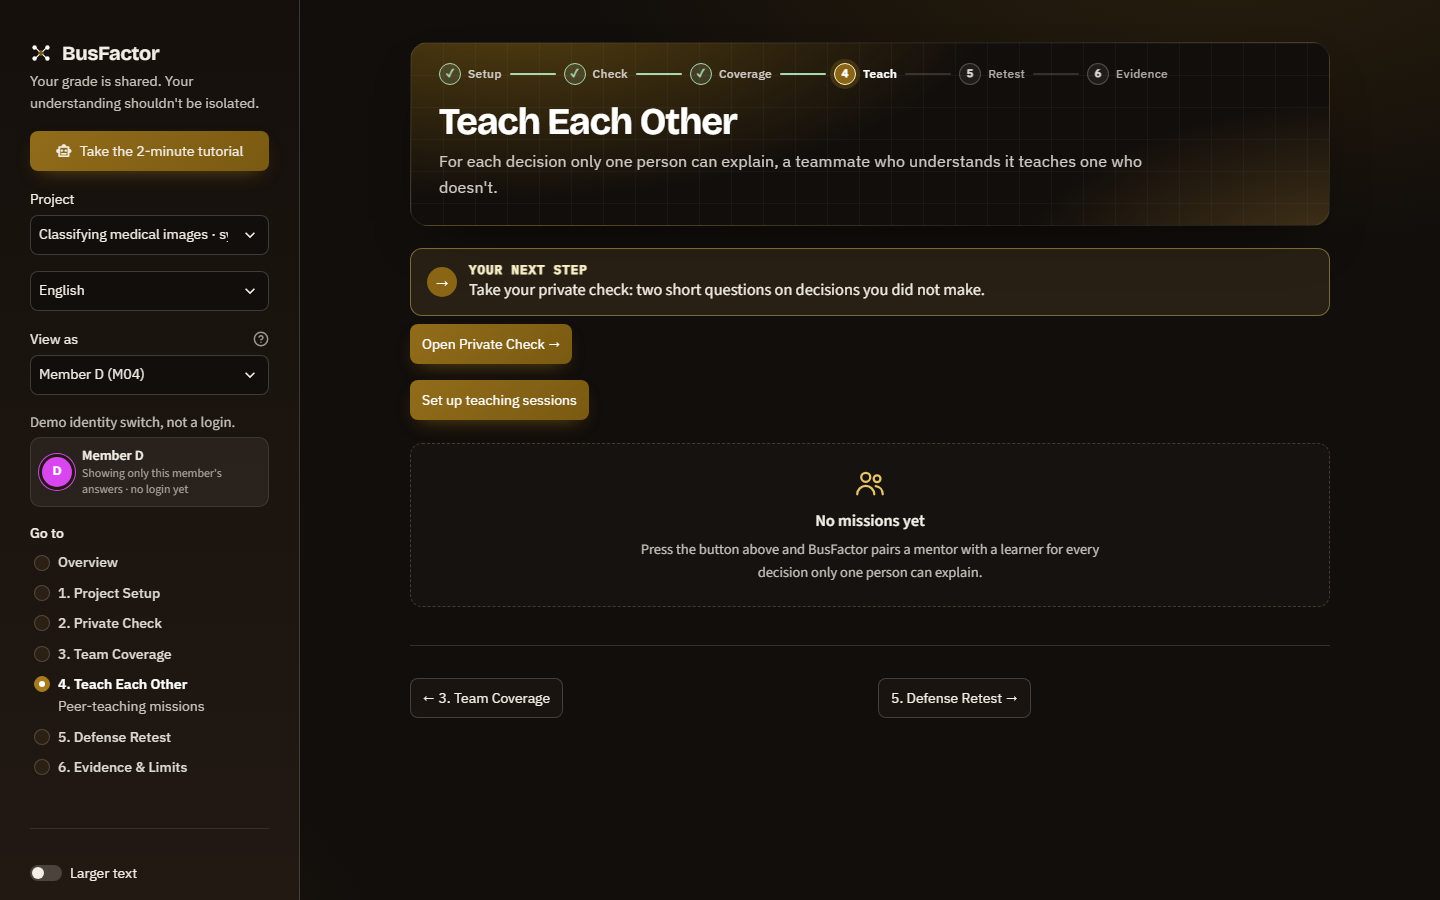 BusFactor
Your grade is shared. Your
understanding shouldn't be isolated.
Take the 2-minute tutorial
Project
Classifying medical images · sy
English
View as
Member D (M04)
Demo identity switch, not a login.
D
Member D
Showing only this member's
answers · no login yet
Go to
Overview
1. Project Setup
2. Private Check
3. Team Coverage
4. Teach Each Other
Peer-teaching missions
5. Defense Retest
6. Evidence & Limits
Larger text
✓ Setup ✓ Check ✓ Coverage 4 Teach 5 Retest 6 Evidence
Teach Each Other
For each decision only one person can explain, a teammate who understands it teaches one who
doesn't.
→ YOUR NEXT STEP
Take your private check: two short questions on decisions you did not make.
Open Private Check →
Set up teaching sessions
No missions yet
Press the button above and BusFactor pairs a mentor with a learner for every
decision only one person can explain.
← 3. Team Coverage
5. Defense Retest →